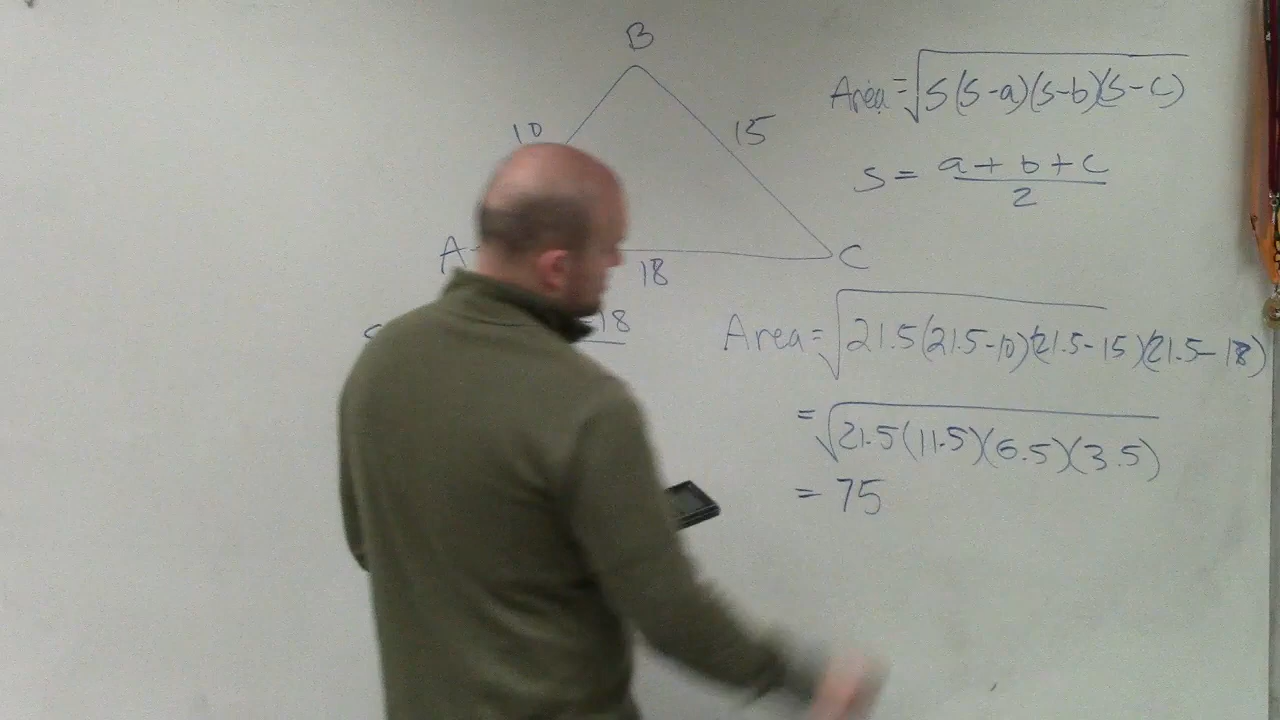 B
Area = √S(S-a)(S-b)(S-c)
10
15
S = a + b + c
2
A
C
18
-18
Area = √21.5(21.5-10)(21.5-15)(21.5-18)
= √21.5(11.5)(6.5)(3.5)
= 75